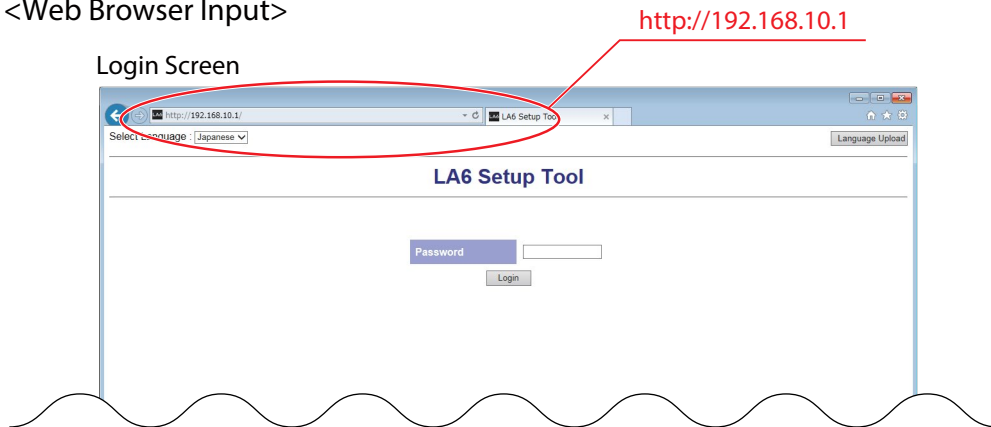 <Web Browser Input>
http://192.168.10.1
Login Screen
http://192.168.10.1/
LA6 Setup Tool
Select Language : Japanese
Language Upload
LA6 Setup Tool
Password
Login